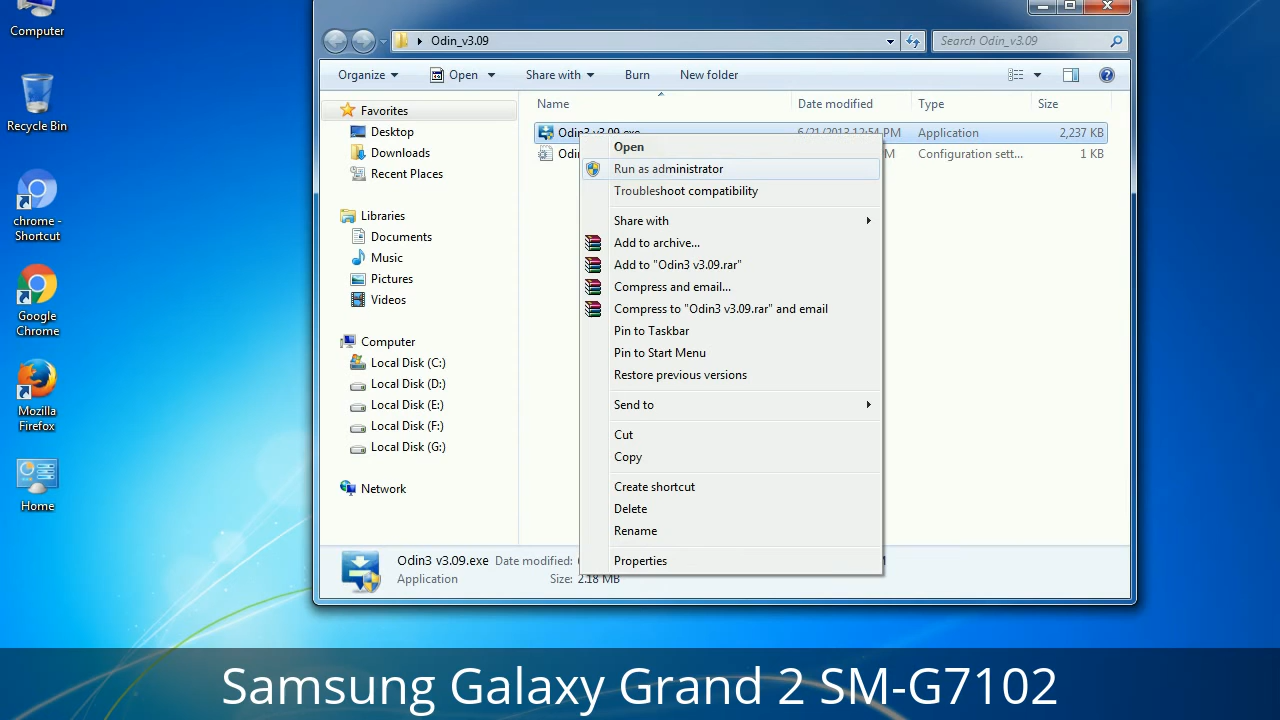 Computer
Recycle Bin
chrome -
Shortcut
Google
Chrome
Mozilla
Firefox
Home
Odin_v3.09
Search Odin_v3.09
Organize
Open
Share with
Burn
New folder
Name
Date modified
Type
Size
Favorites
Desktop
Downloads
Recent Places
Libraries
Documents
Music
Pictures
Videos
Computer
Local Disk (C:)
Local Disk (D:)
Local Disk (E:)
Local Disk (F:)
Local Disk (G:)
Network
Odin3 v3.09.exe 6/21/2013 12:54 PM Application 2,237 KB
Odin M Configuration sett... 1 KB
Open
Run as administrator
Troubleshoot compatibility
Share with
Add to archive...
Add to "Odin3 v3.09.rar"
Compress and email...
Compress to "Odin3 v3.09.rar" and email
Pin to Taskbar
Pin to Start Menu
Restore previous versions
Send to
Cut
Copy
Create shortcut
Delete
Rename
Properties
Odin3 v3.09.exe Date modified:
Application Size: 2.18 MB
Samsung Galaxy Grand 2 SM-G7102